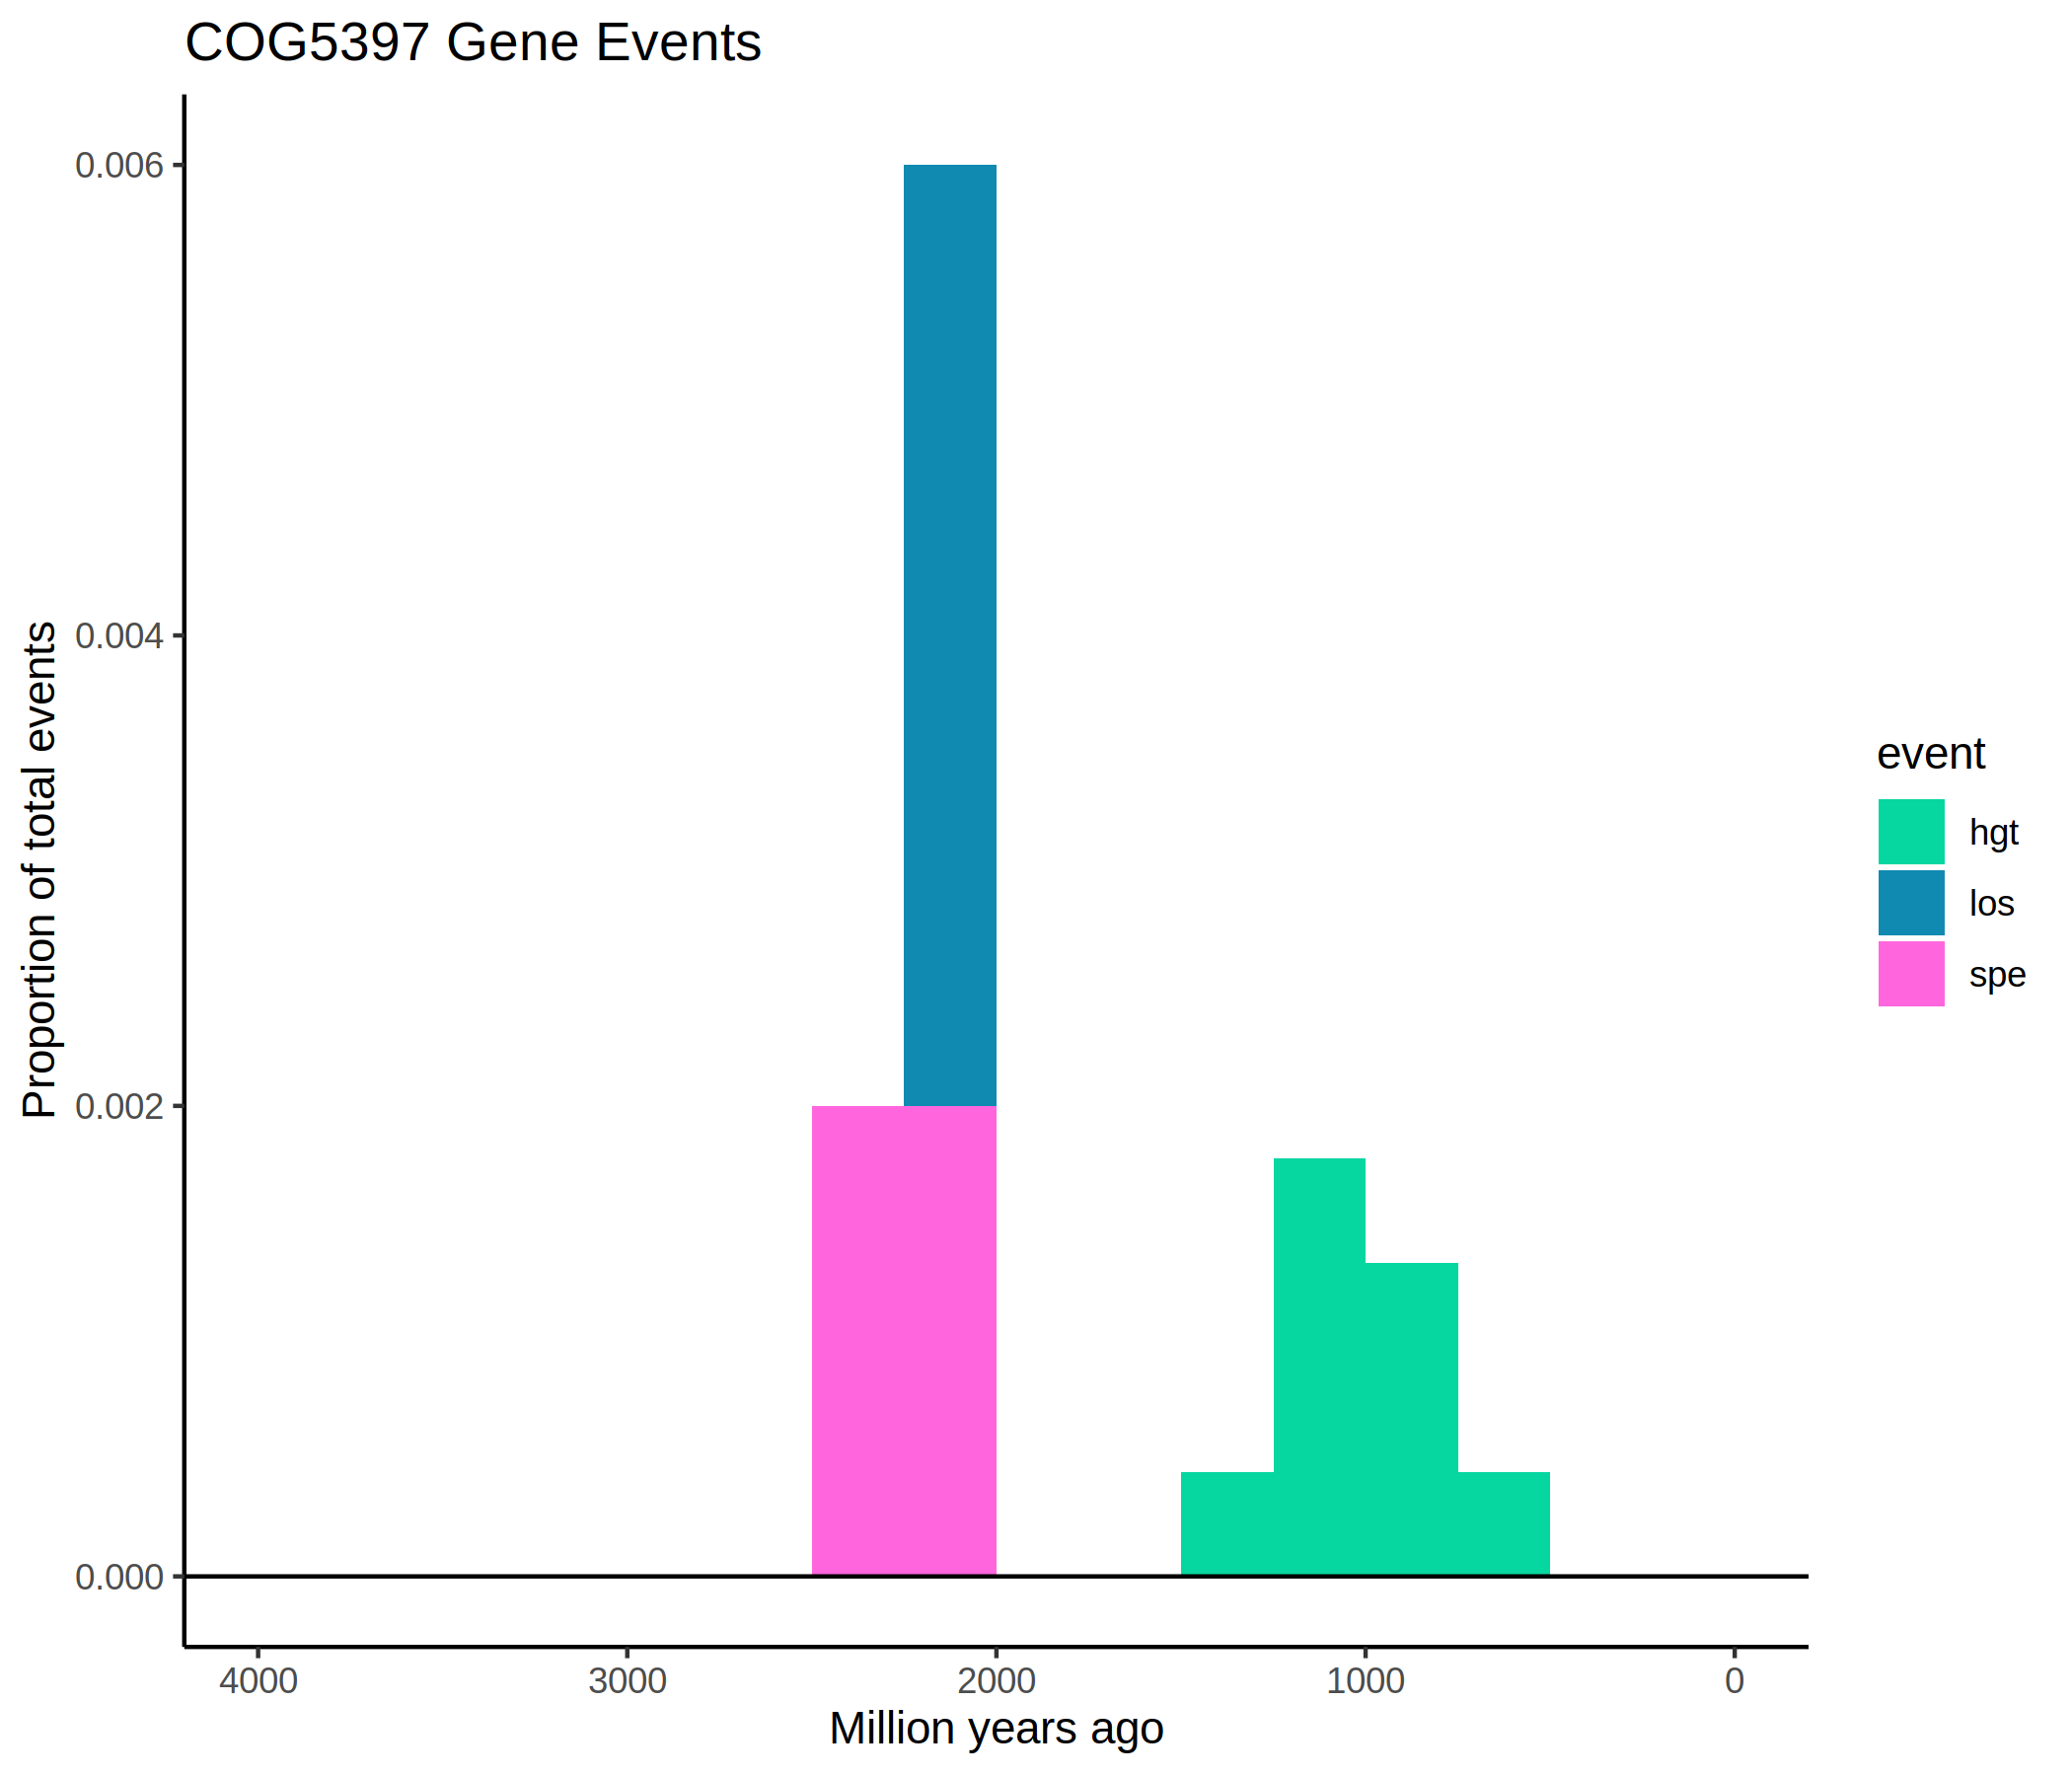 COG5397 Gene Events
Proportion of total events
0.006
0.004
0.002
0.000
4000 3000 2000 1000 0
Million years ago
event
hgt
los
spe